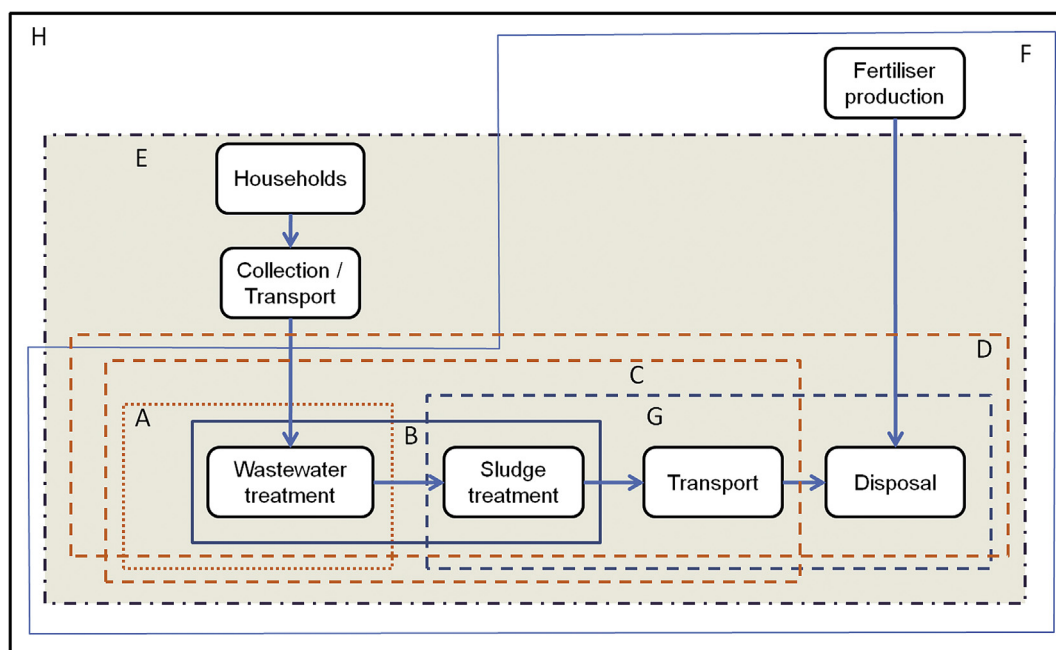 H
F
Fertiliser
production
E
Households
Collection /
Transport
D
C
A
B
G
Wastewater
treatment
Sludge
treatment
Transport
Disposal